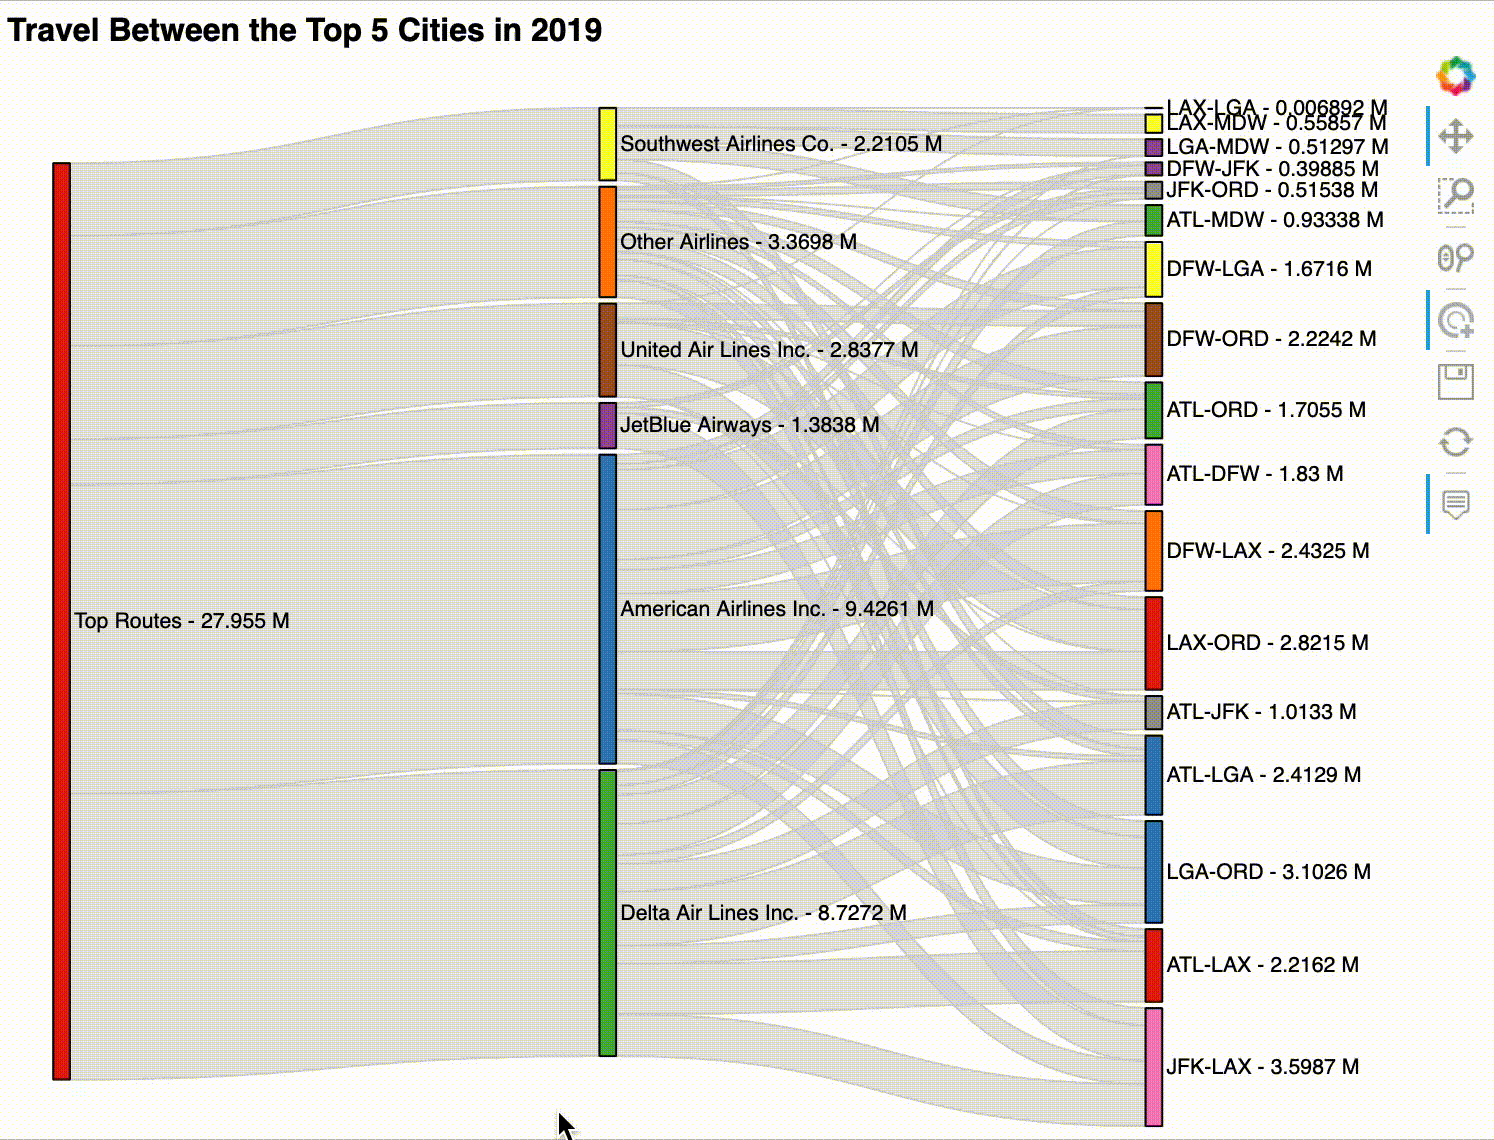 Travel Between the Top 5 Cities in 2019
Top Routes - 27.955 M
Southwest Airlines Co. - 2.2105 M
Other Airlines - 3.3698 M
United Air Lines Inc. - 2.8377 M
JetBlue Airways - 1.3838 M
American Airlines Inc. - 9.4261 M
Delta Air Lines Inc. - 8.7272 M
LAX-LGA - 0.006892 M
LAX-MDW - 0.55857 M
LGA-MDW - 0.51297 M
DFW-JFK - 0.39885 M
JFK-ORD - 0.51538 M
ATL-MDW - 0.93338 M
DFW-LGA - 1.6716 M
DFW-ORD - 2.2242 M
ATL-ORD - 1.7055 M
ATL-DFW - 1.83 M
DFW-LAX - 2.4325 M
LAX-ORD - 2.8215 M
ATL-JFK - 1.0133 M
ATL-LGA - 2.4129 M
LGA-ORD - 3.1026 M
ATL-LAX - 2.2162 M
JFK-LAX - 3.5987 M